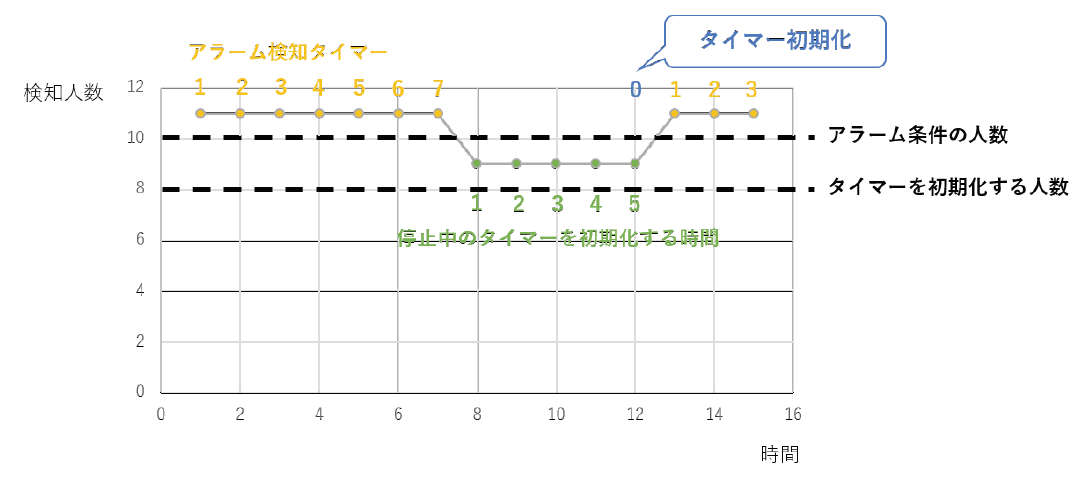 タイマー初期化
アラーム検知タイマー
検知人数
12
1 2 3 4 5 6 7 0 1 2 3
10
アラーム条件の人数
8
タイマーを初期化する人数
1 2 3 4 5
6
停止中のタイマーを初期化する時間
4
2
0
0 2 4 6 8 10 12 14 16
時間